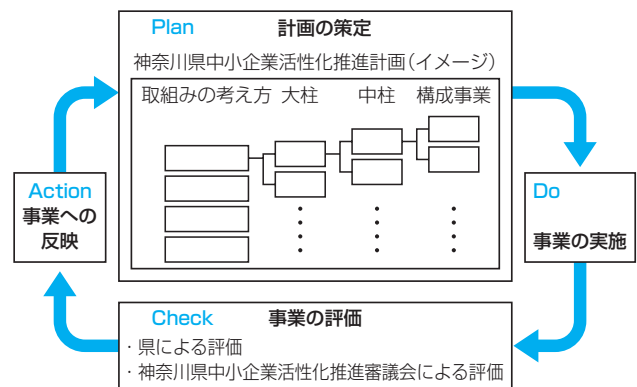 Plan 計画の策定
神奈川県中小企業活性化推進計画(イメージ)
取組みの考え方 大柱 中柱 構成事業
Do
事業の実施
Check 事業の評価
・県による評価
・神奈川県中小企業活性化推進審議会による評価
Action
事業への
反映